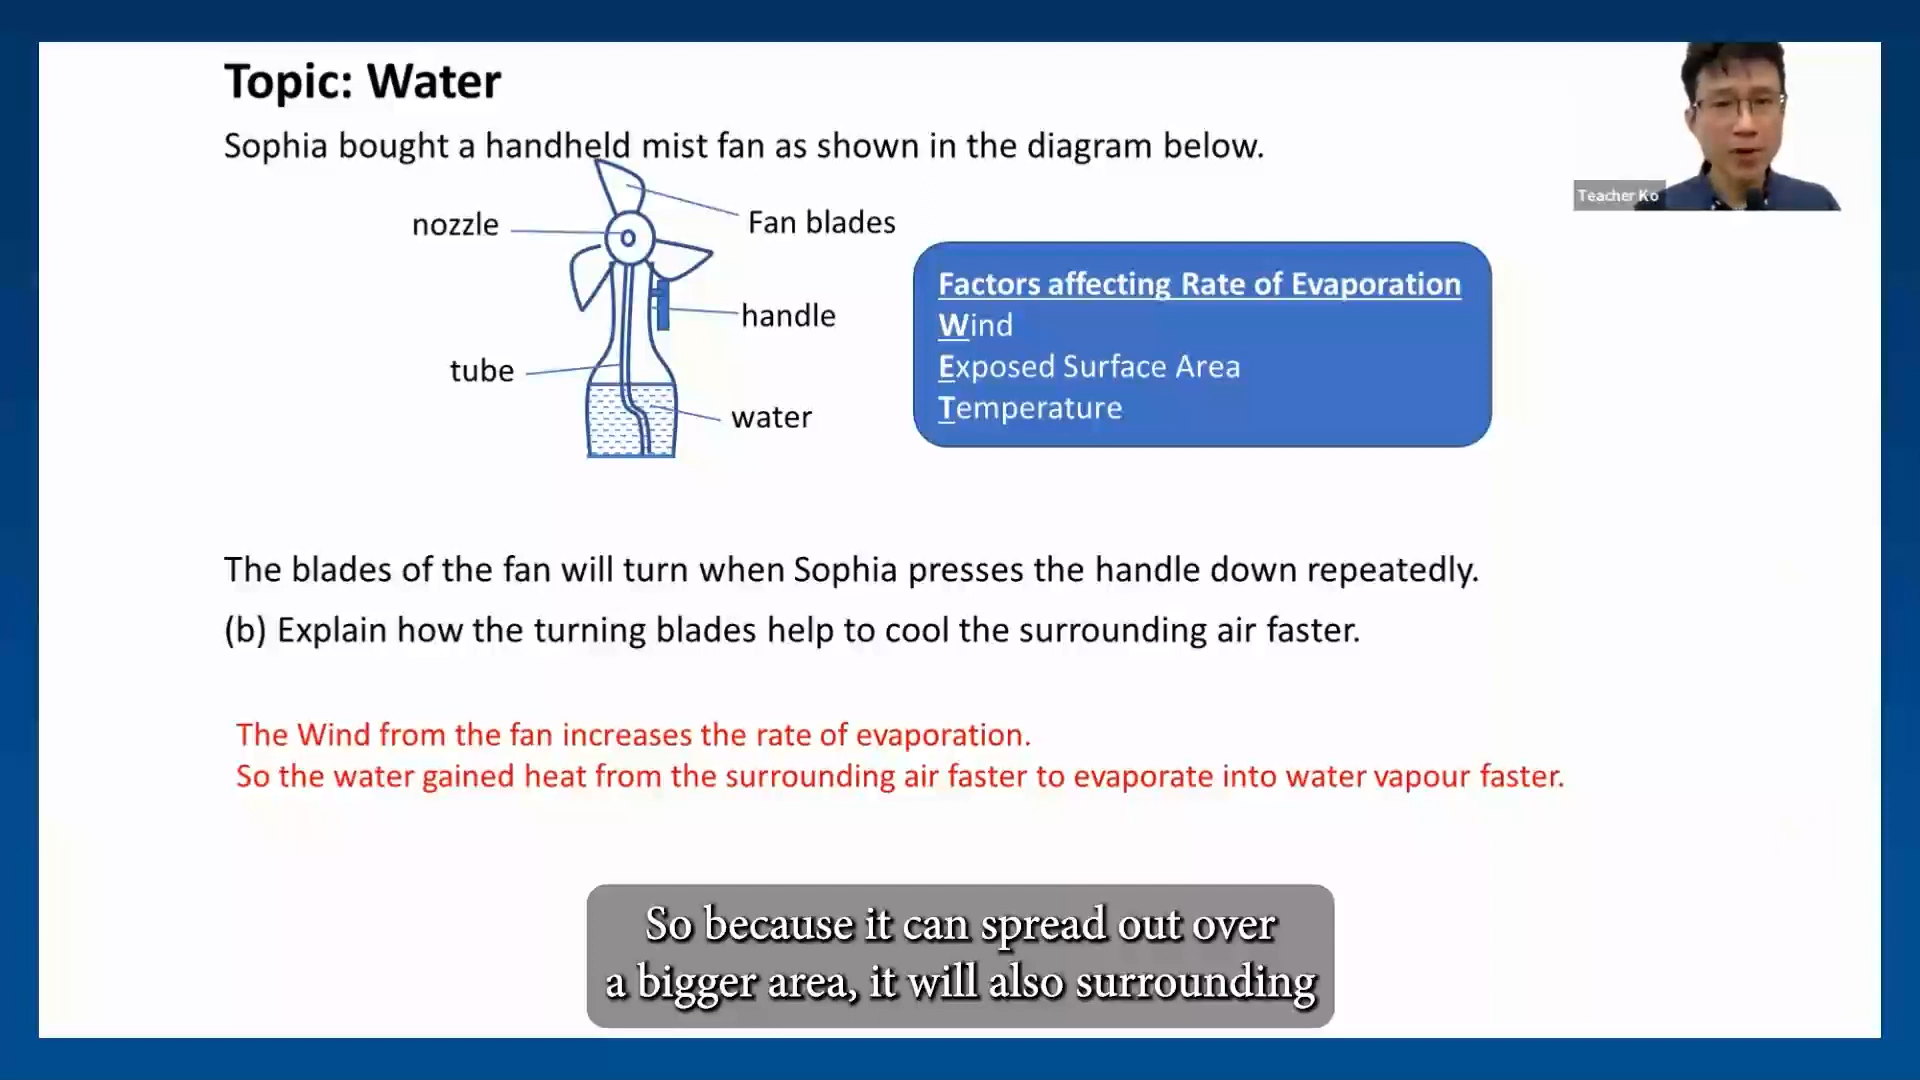 Topic: Water
Sophia bought a handheld mist fan as shown in the diagram below.
Teacher Ko
nozzle
Fan blades
handle
tube
water
Factors affecting Rate of Evaporation
Wind
Exposed Surface Area
Temperature
The blades of the fan will turn when Sophia presses the handle down repeatedly.
(b) Explain how the turning blades help to cool the surrounding air faster.
The Wind from the fan increases the rate of evaporation.
So the water gained heat from the surrounding air faster to evaporate into water vapour faster.
So because it can spread out over
a bigger area, it will also surrounding